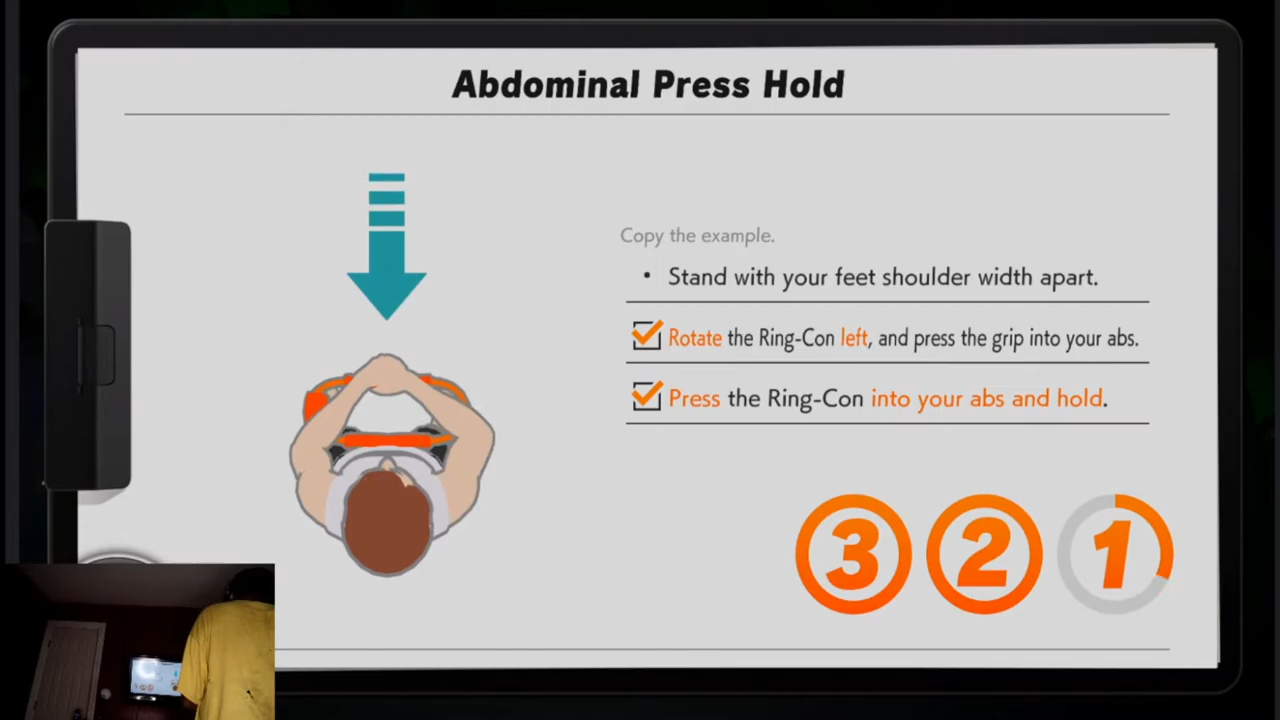 Abdominal Press Hold
Copy the example.
• Stand with your feet shoulder width apart.
Rotate the Ring-Con left, and press the grip into your abs.
Press the Ring-Con into your abs and hold.
3 2 1